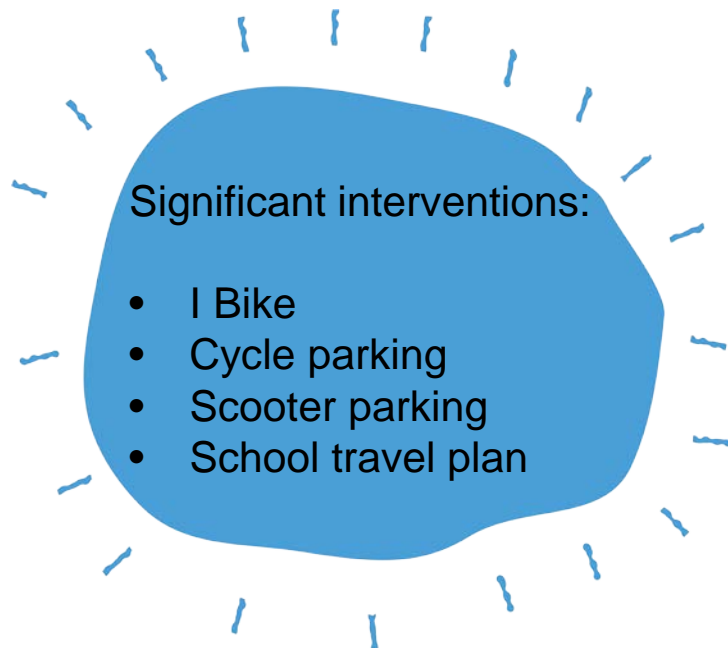 Significant interventions:
• I Bike
• Cycle parking
• Scooter parking
• School travel plan